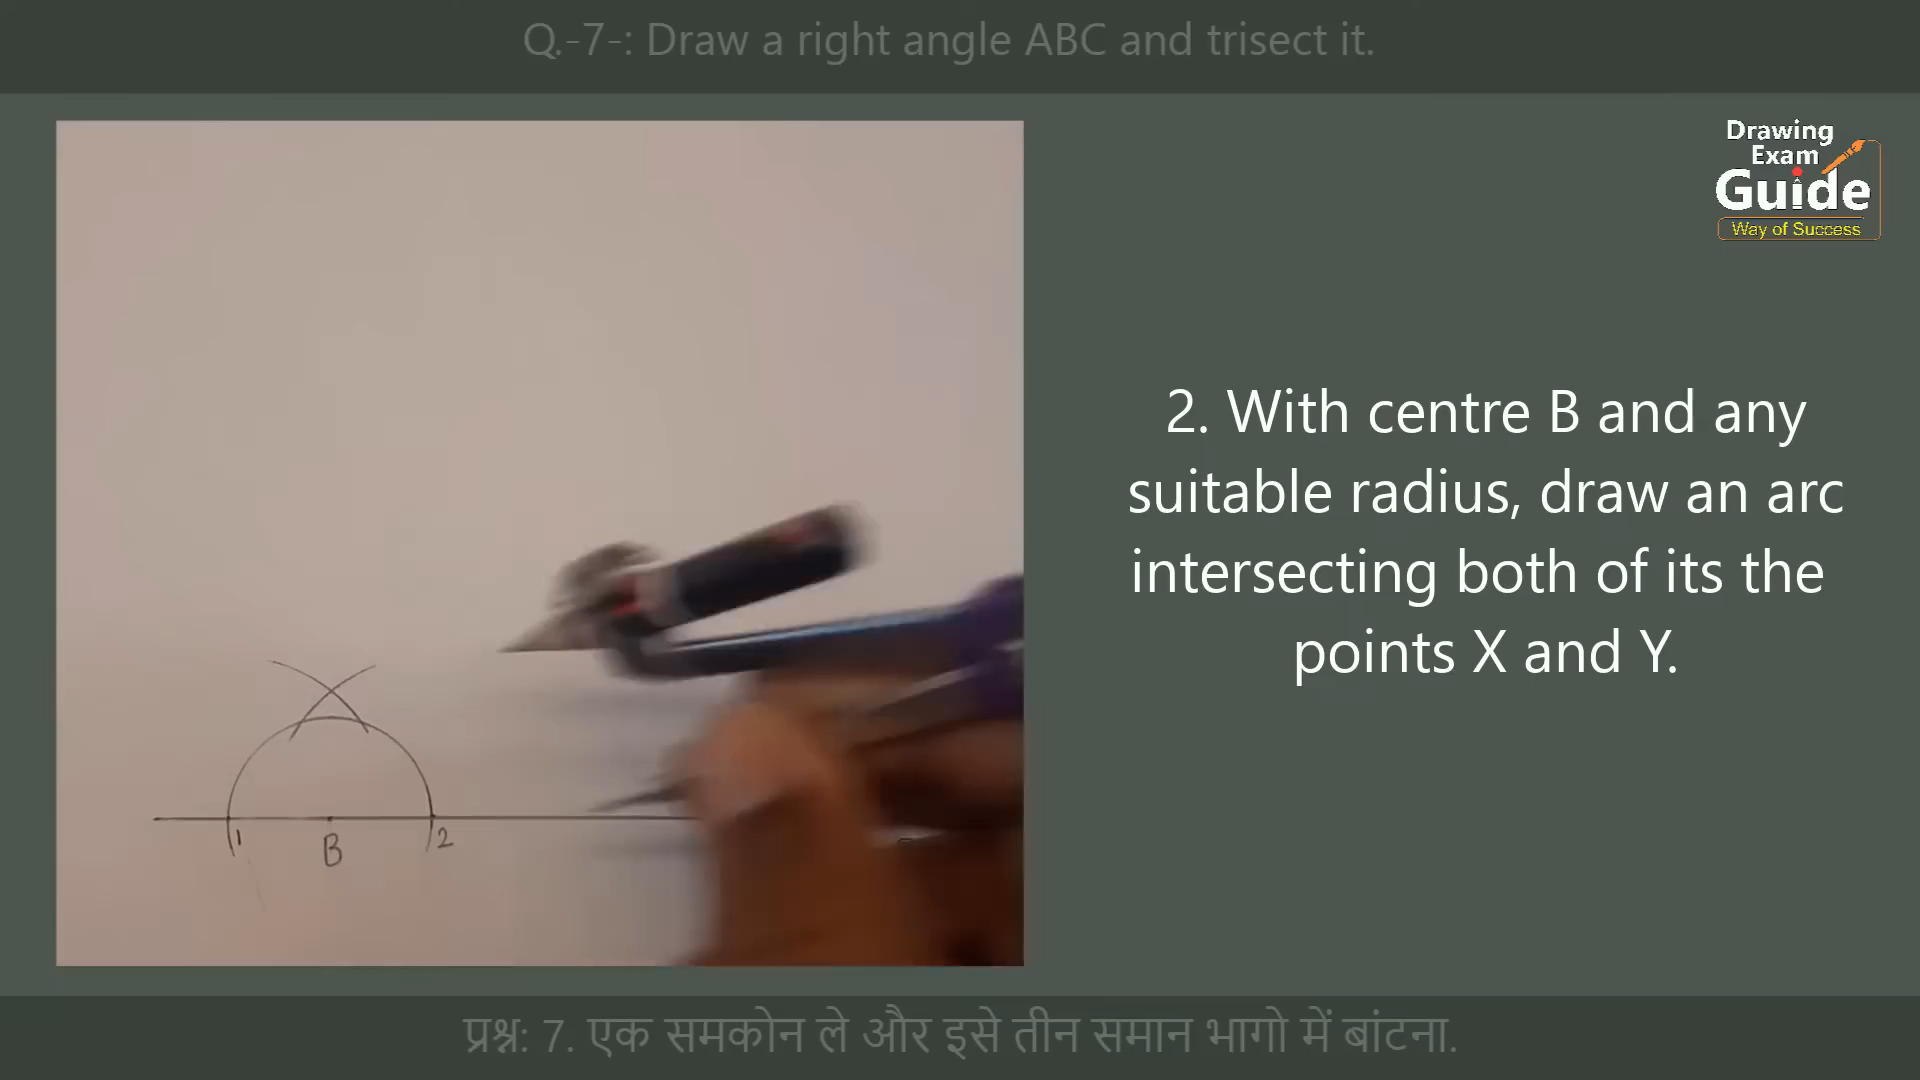 Q.-7-: Draw a right angle ABC and trisect it.
Drawing
Exam
Guide
Way of Success
2. With centre B and any
suitable radius, draw an arc
intersecting both of its the
points X and Y.
1
B
2
प्रश्न: 7. एक समकोन ले और इसे तीन समान भागो में बांटना.